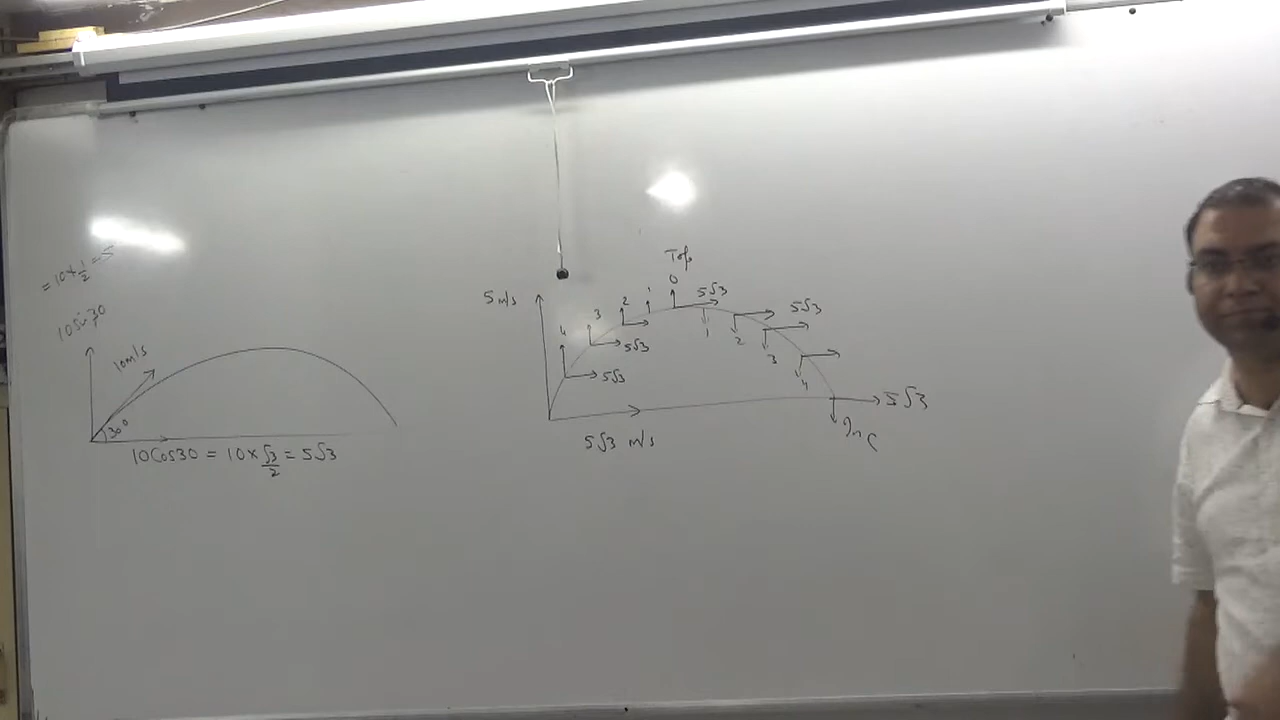 = 10 × 1/2 = 5
10 sin 30
10 m/s
30°
10 Cos 30 = 10 × √3/2 = 5√3
5 m/s
4
3
2
1
0
Top
5√3
5√3
5√3
5√3
1
2
3
4
5√3
5√3 m/s